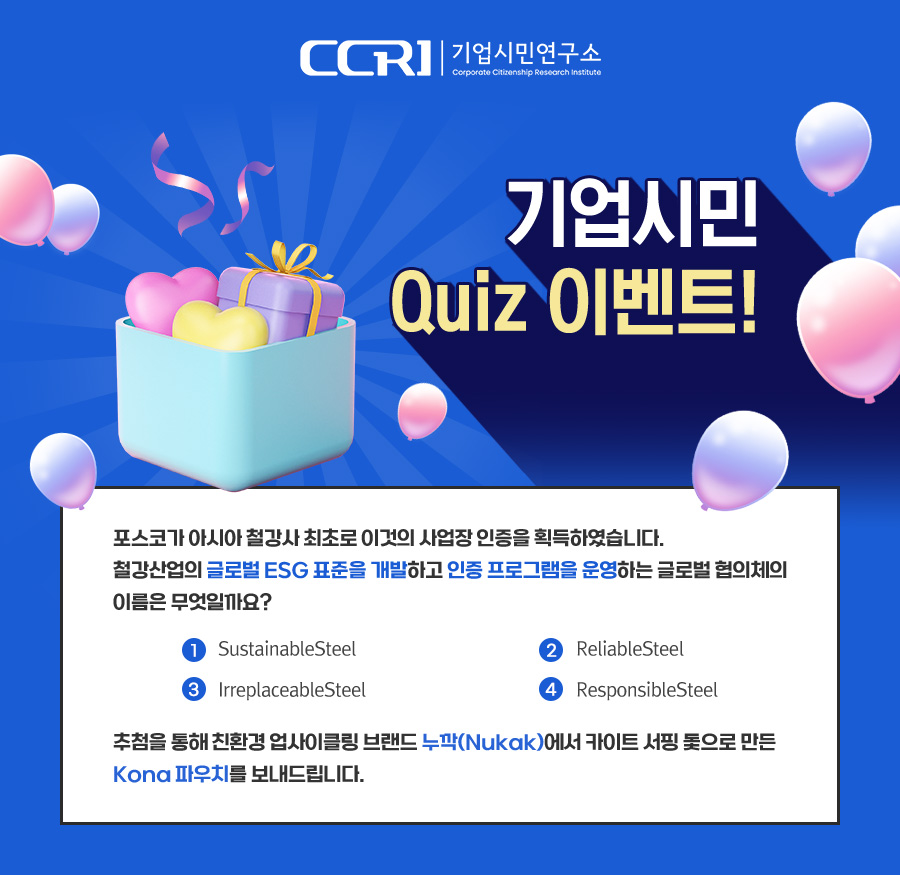 CCRI 기업시민연구소
Corporate Citizenship Research Institute
기업시민
Quiz 이벤트!
포스코가 아시아 철강사 최초로 이것의 사업장 인증을 획득하였습니다.
철강산업의 글로벌 ESG 표준을 개발하고 인증 프로그램을 운영하는 글로벌 협의체의
이름은 무엇일까요?
1 SustainableSteel
2 ReliableSteel
3 IrreplaceableSteel
4 ResponsibleSteel
추첨을 통해 친환경 업사이클링 브랜드 누깍(Nukak)에서 카이트 서핑 돛으로 만든
Kona 파우치를 보내드립니다.